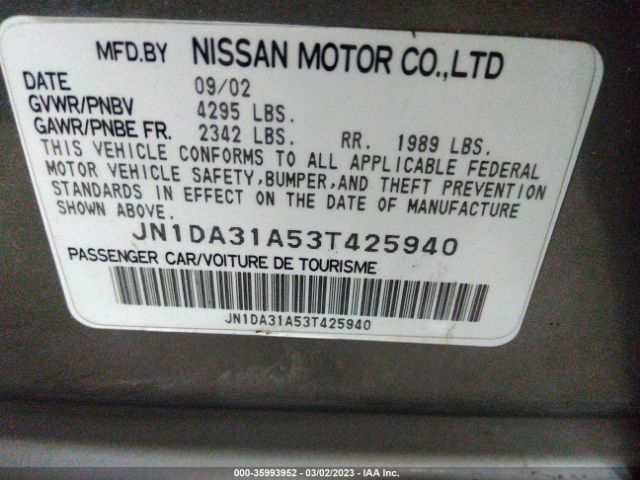 MFD.BY NISSAN MOTOR CO.,LTD
DATE 09/02
GVWR/PNBV 4295 LBS.
GAWR/PNBE FR. 2342 LBS. RR. 1989 LBS.
THIS VEHICLE CONFORMS TO ALL APPLICABLE FEDERAL
MOTOR VEHICLE SAFETY,BUMPER,AND THEFT PREVENTION
STANDARDS IN EFFECT ON THE DATE OF MANUFACTURE
SHOWN ABOVE.
JN1DA31A53T425940
PASSENGER CAR/VOITURE DE TOURISME
JN1DA31A53T425940
000-35993952 - 03/02/2023 - IAA Inc.